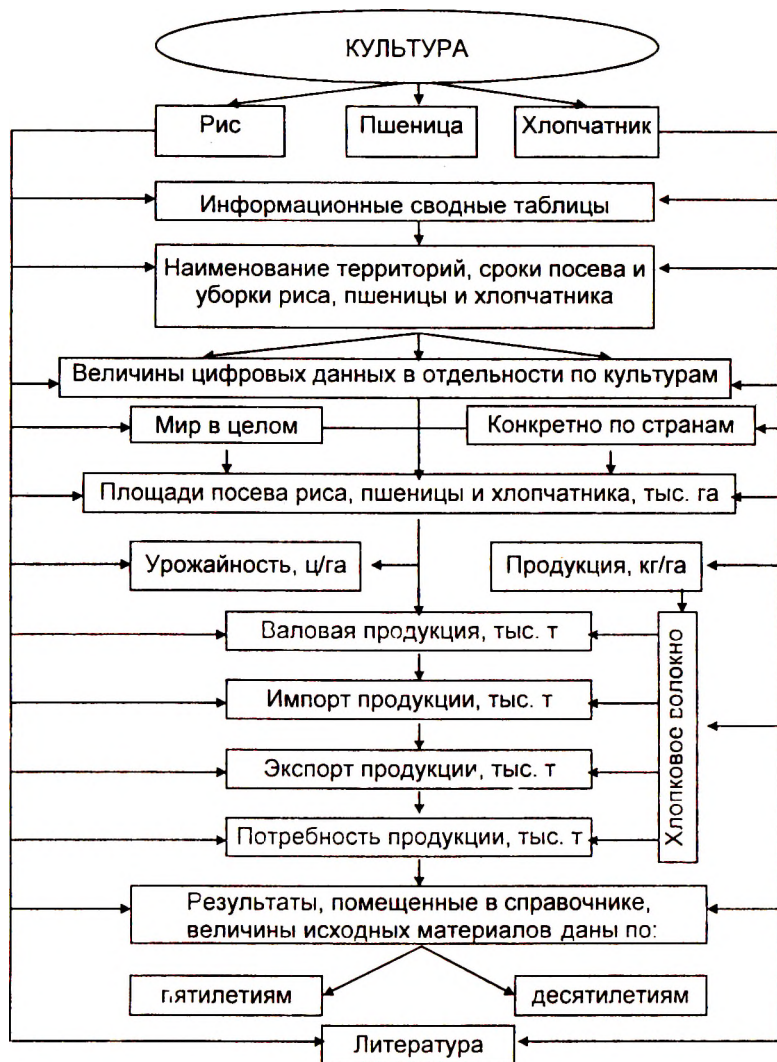 КУЛЬТУРА
Рис
Пшеница
Хлопчатник
Информационные сводные таблицы
Наименование территорий, сроки посева и
уборки риса, пшеницы и хлопчатника
Величины цифровых данных в отдельности по культурам
Мир в целом
Конкретно по странам
Площади посева риса, пшеницы и хлопчатника, тыс. га
Урожайность, ц/га
Продукция, кг/га
Валовая продукция, тыс. т
Импорт продукции, тыс. т
Экспорт продукции, тыс. т
Потребность продукции, тыс. т
Хлопковое волокно
Результаты, помещенные в справочнике,
величины исходных материалов даны по:
пятилетиям
десятилетиям
Литература